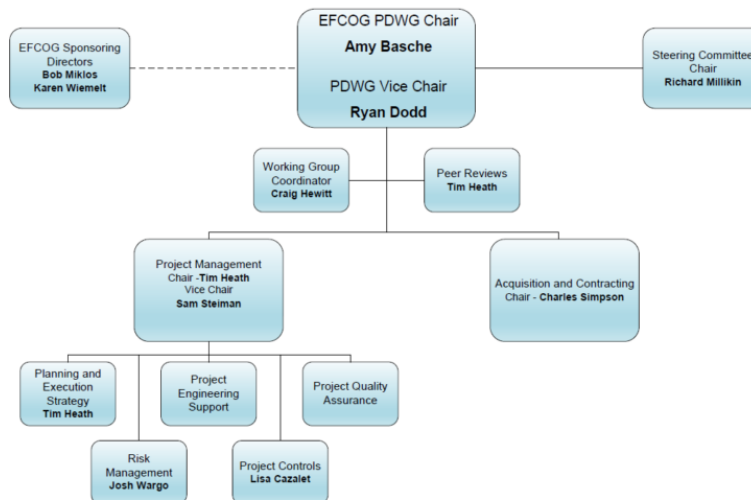 EFCOG PDWG Chair
Amy Basche
PDWG Vice Chair
Ryan Dodd
EFCOG Sponsoring
Directors
Bob Miklos
Karen Wiemelt
Steering Committee
Chair
Richard Millikin
Working Group
Coordinator
Craig Hewitt
Peer Reviews
Tim Heath
Project Management
Chair -Tim Heath
Vice Chair
Sam Steiman
Acquisition and Contracting
Chair - Charles Simpson
Planning and
Execution
Strategy
Tim Heath
Project
Engineering
Support
Project Quality
Assurance
Risk
Management
Josh Wargo
Project Controls
Lisa Cazalet